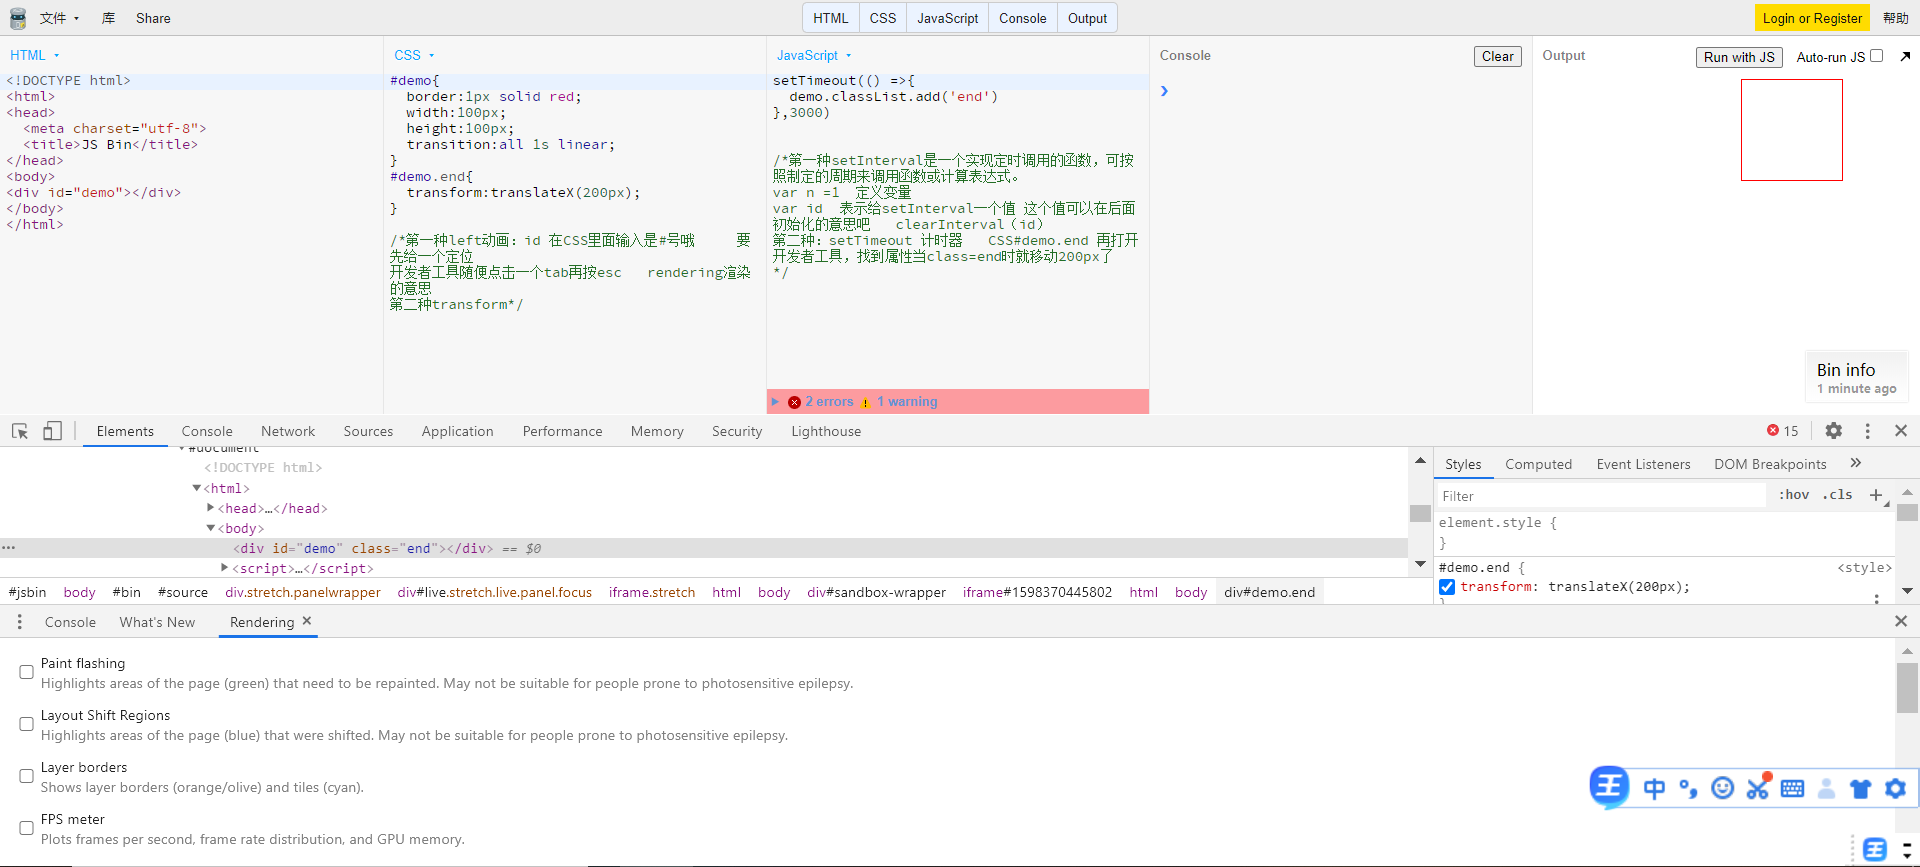 文件 库 Share HTML CSS JavaScript Console Output Login or Register 帮助
HTML
<!DOCTYPE html>
<html>
<head>
  <meta charset="utf-8">
  <title>JS Bin</title>
</head>
<body>
<div id="demo"></div>
</body>
</html>
CSS
#demo{
  border:1px solid red;
  width:100px;
  height:100px;
  transition:all 1s linear;
}
#demo.end{
  transform:translateX(200px);
}
/*第一种left动画：id 在CSS里面输入是#号哦     要
先给一个定位
开发者工具随便点击一个tab再按esc   rendering渲染
的意思
第二种transform*/
JavaScript
setTimeout(() =>{
  demo.classList.add('end')
},3000)
/*第一种setInterval是一个实现定时调用的函数，可按
照制定的周期来调用函数或计算表达式。
var n =1  定义变量
var id  表示给setInterval一个值 这个值可以在后面
初始化的意思吧   clearInterval（id）
第二种：setTimeout 计时器   CSS#demo.end 再打开
开发者工具，找到属性当class=end时就移动200px了
*/
2 errors 1 warning
Console Clear
Output Run with JS Auto-run JS
Bin info
1 minute ago
Elements Console Network Sources Application Performance Memory Security Lighthouse 15
#document
<!DOCTYPE html>
<html>
<head>…</head>
<body>
<div id="demo" class="end"></div> == $0
<script>…</script>
#jsbin body #bin #source div.stretch.panelwrapper div#live.stretch.live.panel.focus iframe.stretch html body div#sandbox-wrapper iframe#1598370445802 html body div#demo.end
Styles Computed Event Listeners DOM Breakpoints
Filter :hov .cls
element.style {
}
#demo.end { <style>
transform: translateX(200px);
}
Console What's New Rendering
Paint flashing
Highlights areas of the page (green) that need to be repainted. May not be suitable for people prone to photosensitive epilepsy.
Layout Shift Regions
Highlights areas of the page (blue) that were shifted. May not be suitable for people prone to photosensitive epilepsy.
Layer borders
Shows layer borders (orange/olive) and tiles (cyan).
FPS meter
Plots frames per second, frame rate distribution, and GPU memory.
王 中
王